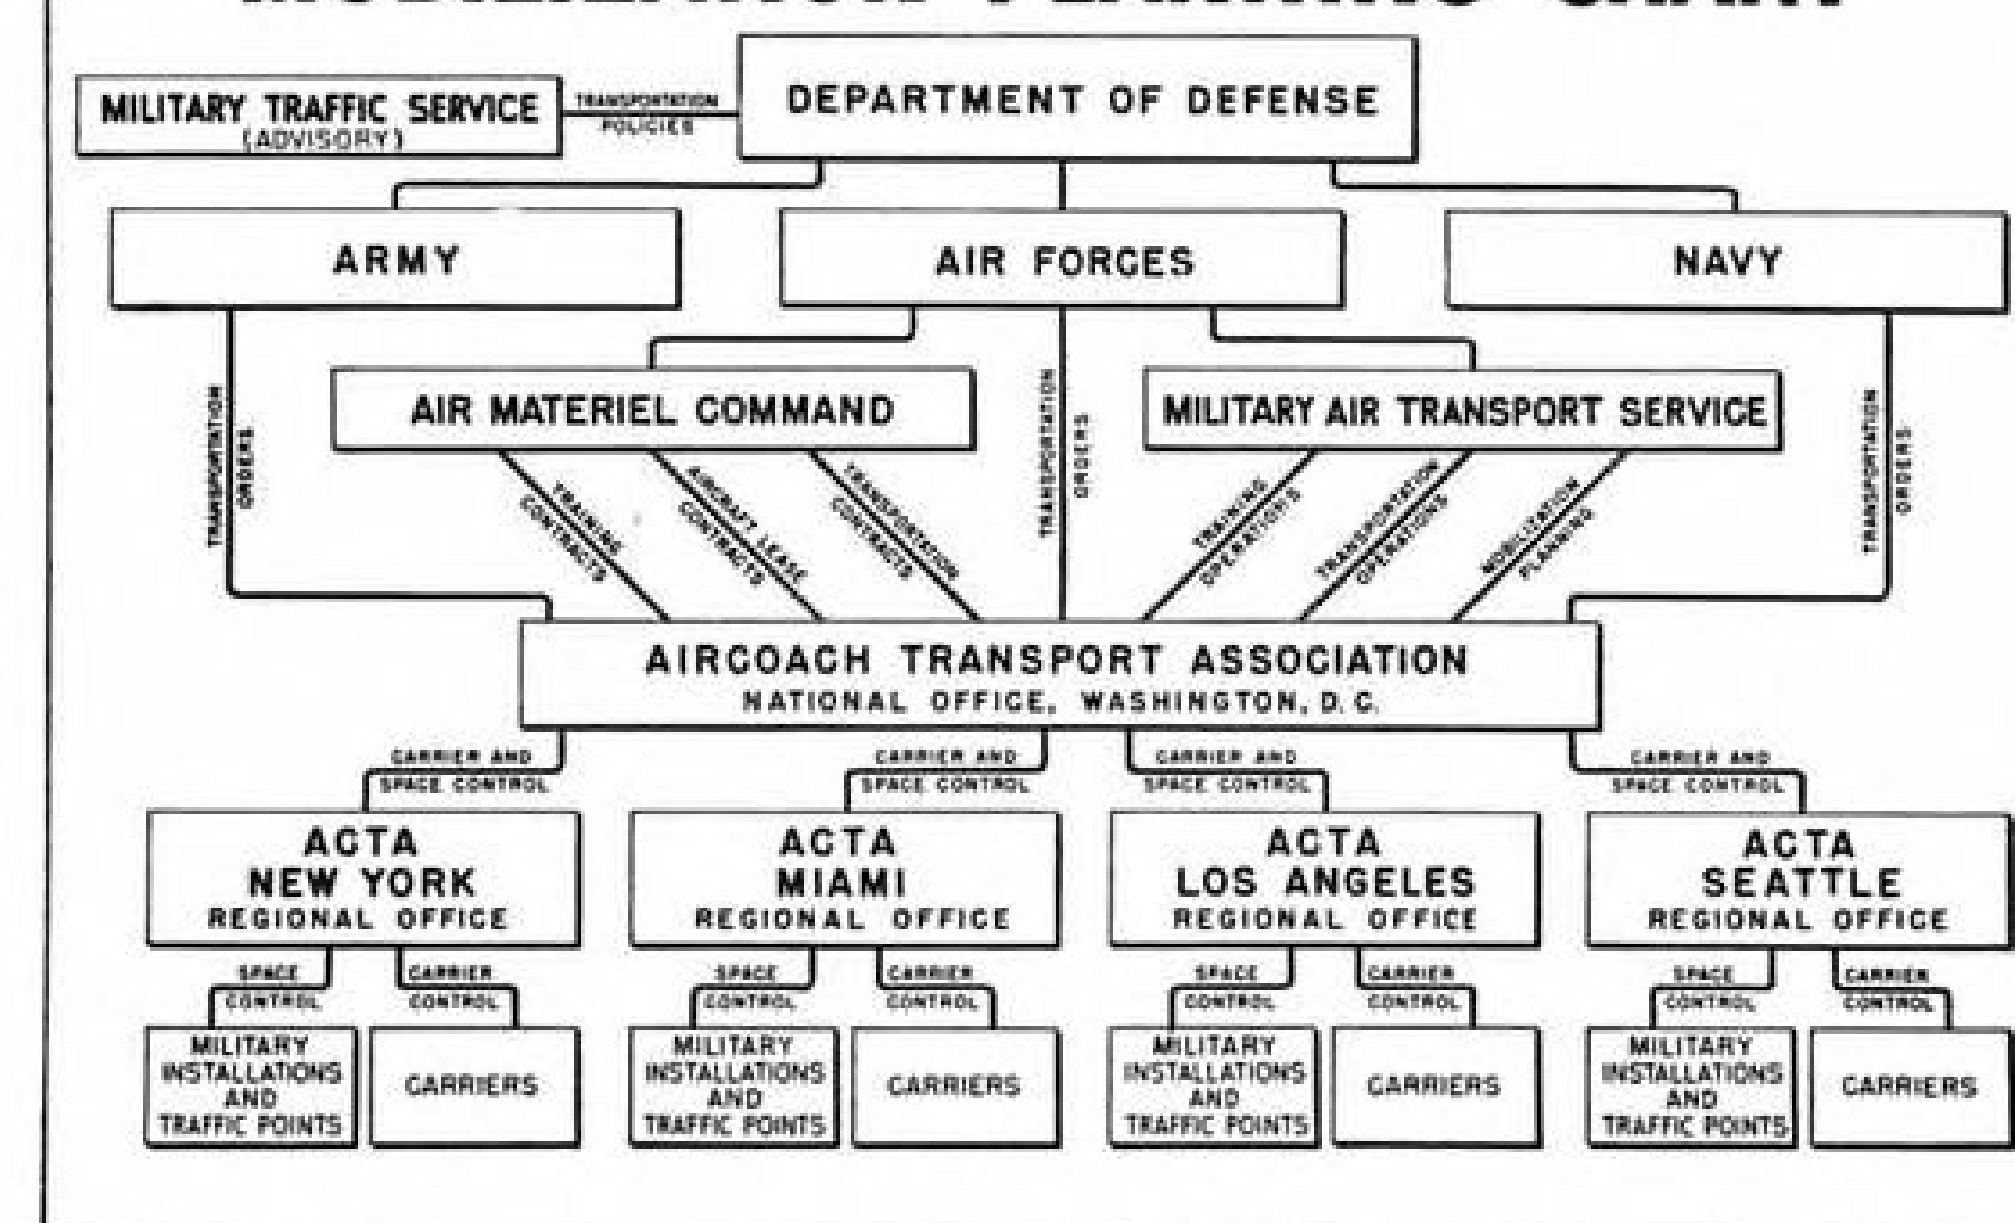 MOBILIZATION PLANNING CHART
DEPARTMENT OF DEFENSE
MILITARY TRAFFIC SERVICE
(ADVISORY)
TRANSPORTATION
POLICIES
ARMY
AIR FORCES
NAVY
AIR MATERIEL COMMAND
MILITARY AIR TRANSPORT SERVICE
TRANSPORTATION
ORDERS
TRAINING
CONTRACTS
AIRCRAFT LEASE
CONTRACTS
TRANSPORTATION
CONTRACTS
TRANSPORTATION
ORDERS
TRAINING
OPERATIONS
TRANSPORTATION
OPERATIONS
MOBILITATION
PLANNING
TRANSPORTATION
ORDERS
AIRCOACH TRANSPORT ASSOCIATION
NATIONAL OFFICE, WASHINGTON, D.C.
CARRIER AND
SPACE CONTROL
CARRIER AND
SPACE CONTROL
CARRIER AND
SPACE CONTROL
CARRIER AND
SPACE CONTROL
ACTA
NEW YORK
REGIONAL OFFICE
ACTA
MIAMI
REGIONAL OFFICE
ACTA
LOS ANGELES
REGIONAL OFFICE
ACTA
SEATTLE
REGIONAL OFFICE
SPACE
CONTROL
CARRIER
CONTROL
SPACE
CONTROL
CARRIER
CONTROL
SPACE
CONTROL
CARRIER
CONTROL
SPACE
CONTROL
CARRIER
CONTROL
MILITARY
INSTALLATIONS
AND
TRAFFIC POINTS
CARRIERS
MILITARY
INSTALLATIONS
AND
TRAFFIC POINTS
CARRIERS
MILITARY
INSTALLATIONS
AND
TRAFFIC POINTS
CARRIERS
MILITARY
INSTALLATIONS
AND
TRAFFIC POINTS
CARRIERS